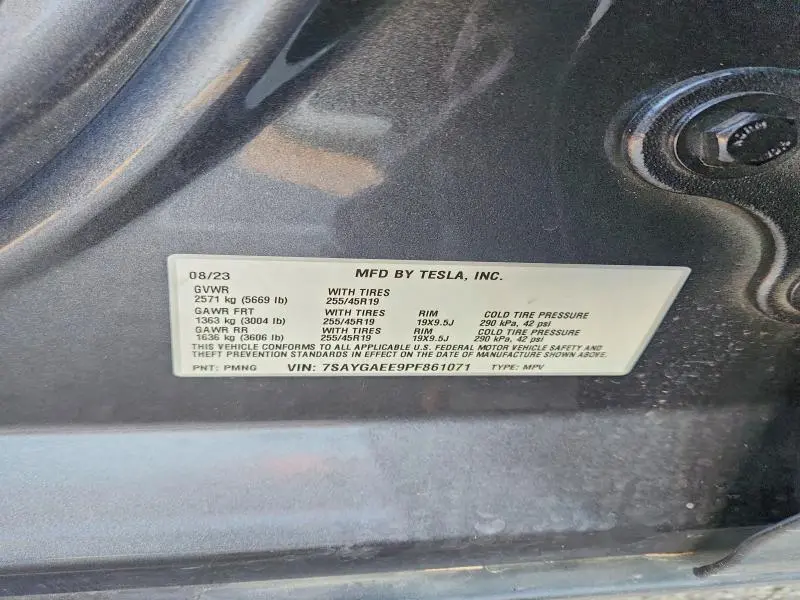 08/23 MFD BY TESLA, INC.
GVWR WITH TIRES
2571 kg (5669 lb) 255/45R19
GAWR FRT WITH TIRES RIM COLD TIRE PRESSURE
1363 kg (3004 lb) 255/45R19 19X9.5J 290 kPa, 42 psi
GAWR RR WITH TIRES RIM COLD TIRE PRESSURE
1636 kg (3606 lb) 255/45R19 19X9.5J 290 kPa, 42 psi
THIS VEHICLE CONFORMS TO ALL APPLICABLE U.S. FEDERAL MOTOR VEHICLE SAFETY AND
THEFT PREVENTION STANDARDS IN EFFECT ON THE DATE OF MANUFACTURE SHOWN ABOVE.
PNT: PMNG VIN: 7SAYGAEE9PF861071 TYPE: MPV